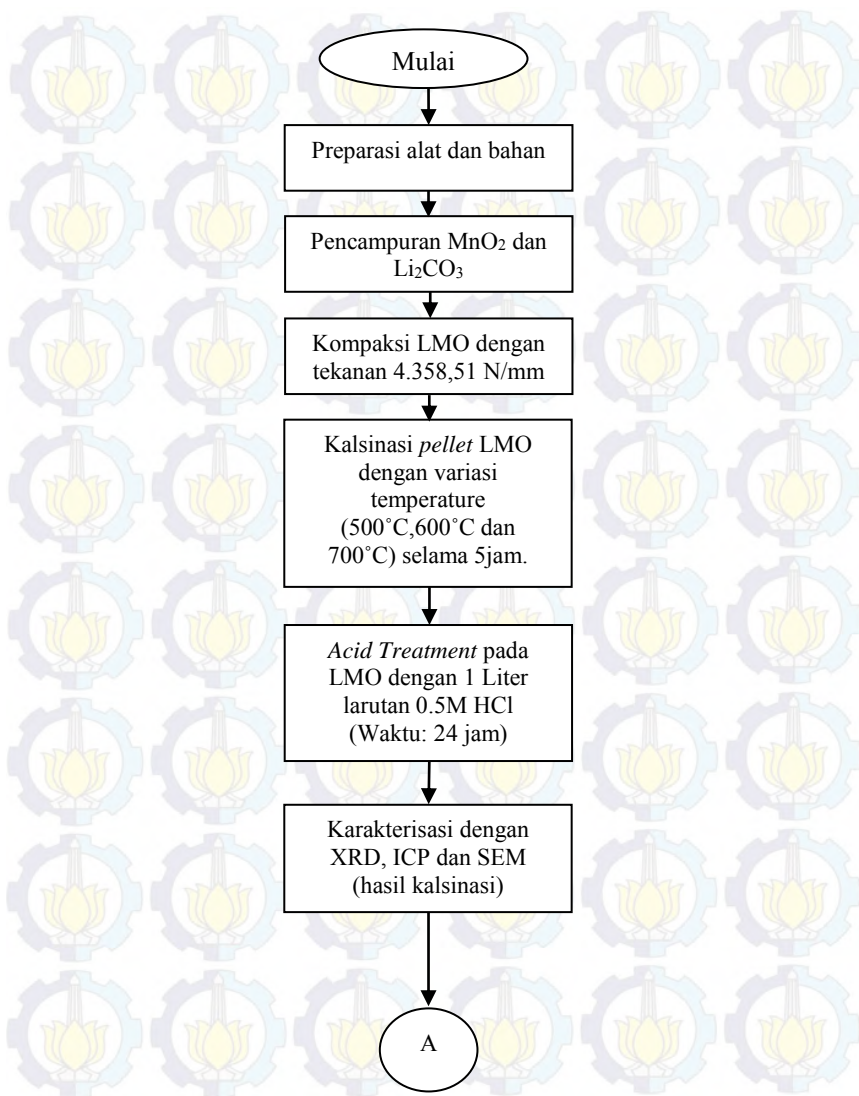 Mulai
Preparasi alat dan bahan
Pencampuran MnO₂ dan
Li₂CO₃
Kompaksi LMO dengan
tekanan 4.358,51 N/mm
Kalsinasi pellet LMO
dengan variasi
temperature
(500˚C,600˚C dan
700˚C) selama 5jam.
Acid Treatment pada
LMO dengan 1 Liter
larutan 0.5M HCl
(Waktu: 24 jam)
Karakterisasi dengan
XRD, ICP dan SEM
(hasil kalsinasi)
A